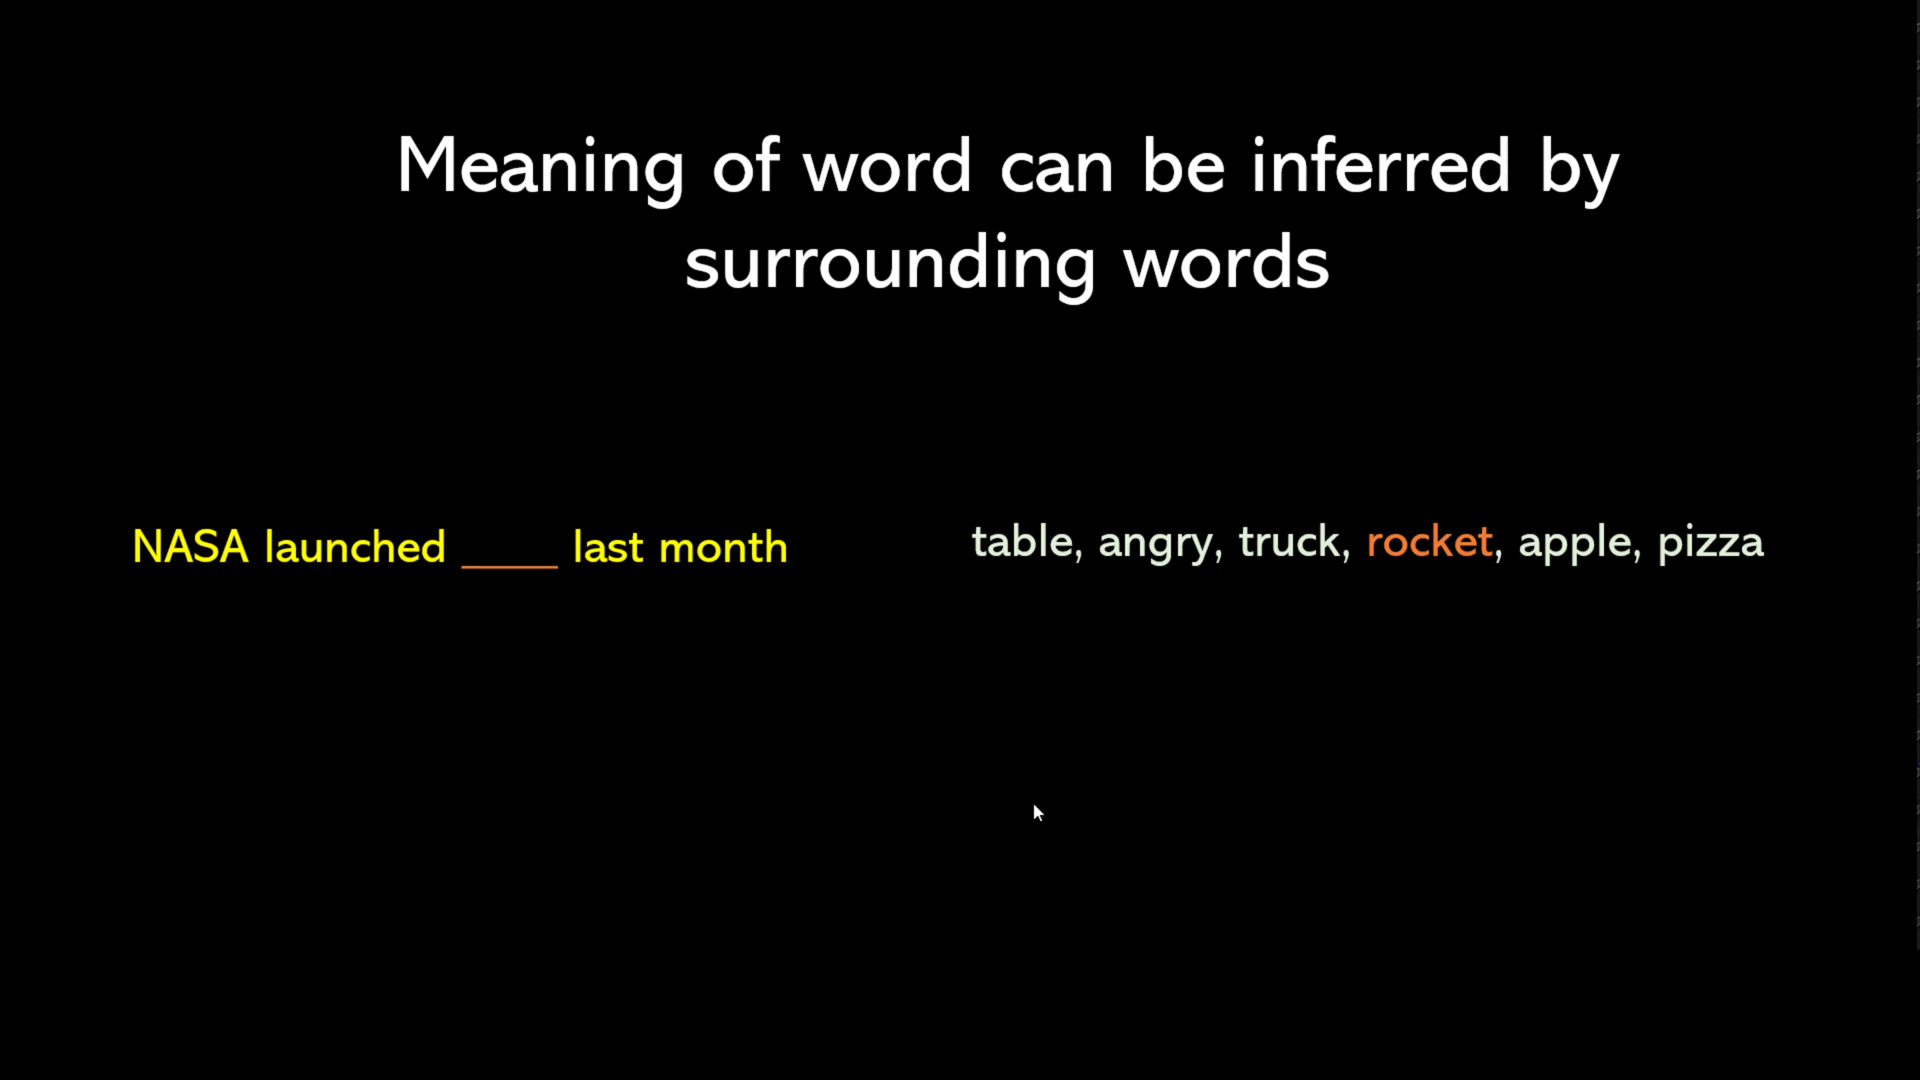 Meaning of word can be inferred by
surrounding words
NASA launched ____ last month
table, angry, truck, rocket, apple, pizza